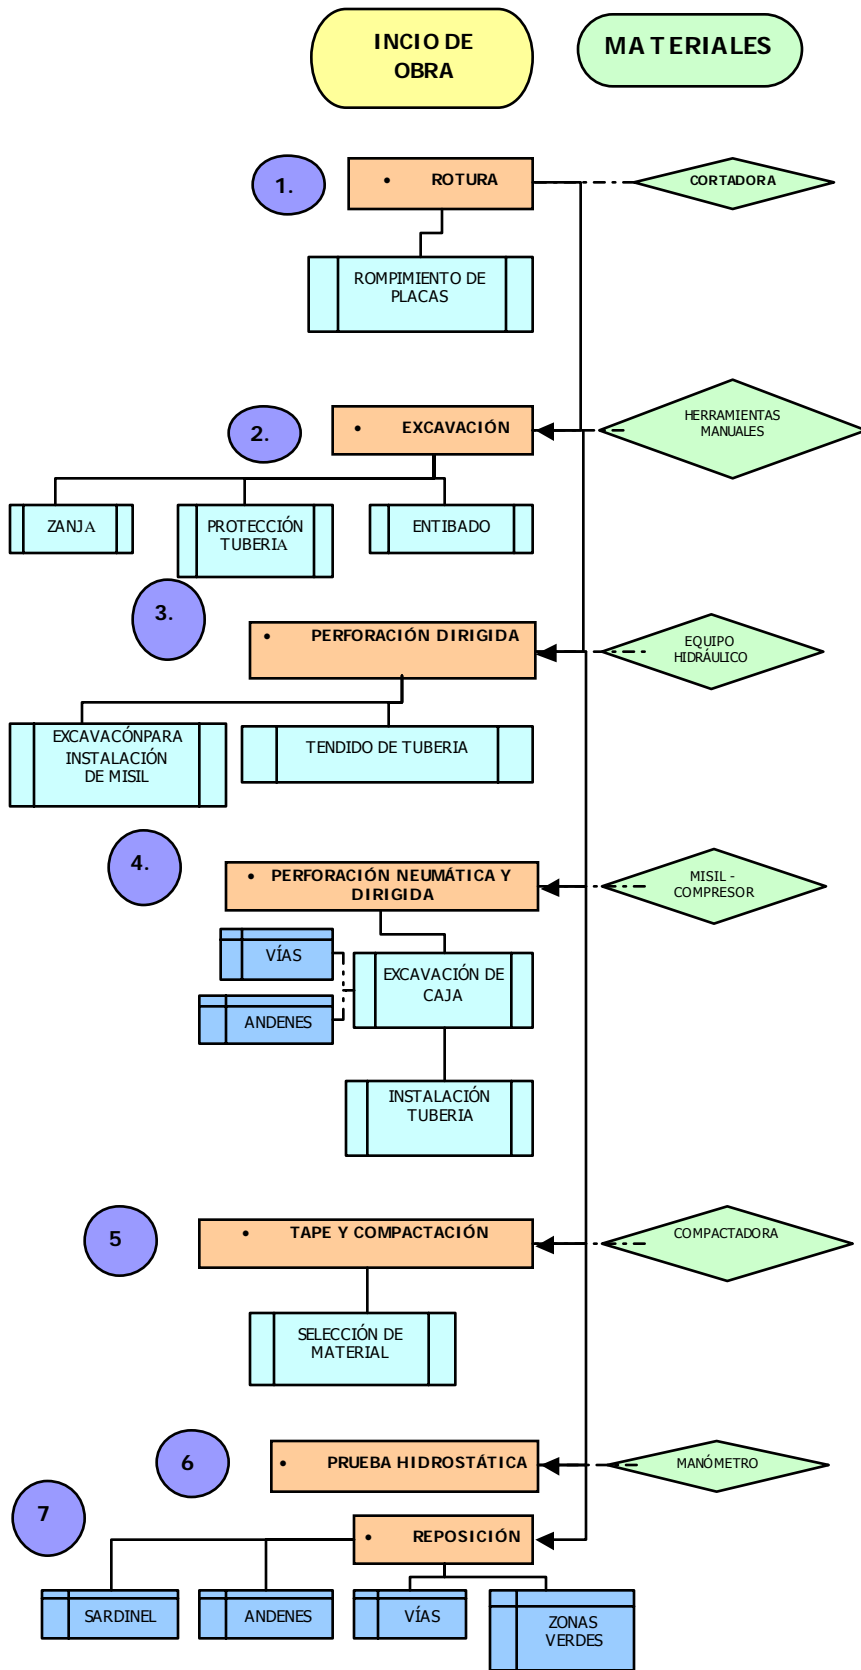 INCIO DE
OBRA
MATERIALES
1.
• ROTURA
CORTADORA
ROMPIMIENTO DE
PLACAS
2.
• EXCAVACIÓN
HERRAMIENTAS
MANUALES
ZANJA
PROTECCIÓN
TUBERIA
ENTIBADO
3.
• PERFORACIÓN DIRIGIDA
EQUIPO
HIDRÁULICO
EXCAVACÓNPARA
INSTALACIÓN
DE MISIL
TENDIDO DE TUBERIA
4.
• PERFORACIÓN NEUMÁTICA Y
DIRIGIDA
MISIL -
COMPRESOR
VÍAS
ANDENES
EXCAVACIÓN DE
CAJA
INSTALACIÓN
TUBERIA
5
• TAPE Y COMPACTACIÓN
COMPACTADORA
SELECCIÓN DE
MATERIAL
6
• PRUEBA HIDROSTÁTICA
MANÓMETRO
7
• REPOSICIÓN
SARDINEL
ANDENES
VÍAS
ZONAS
VERDES